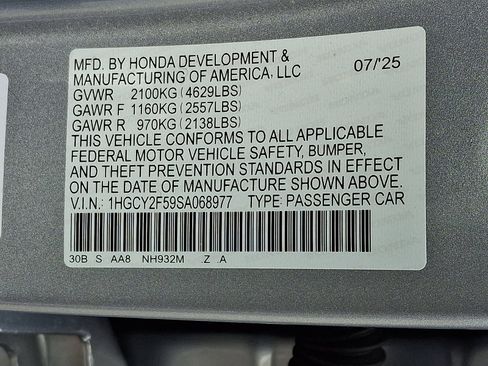 MFD. BY HONDA DEVELOPMENT &
MANUFACTURING OF AMERICA, LLC 07/'25
GVWR 2100KG (4629LBS)
GAWR F 1160KG (2557LBS)
GAWR R 970KG (2138LBS)
THIS VEHICLE CONFORMS TO ALL APPLICABLE
FEDERAL MOTOR VEHICLE SAFETY, BUMPER,
AND THEFT PREVENTION STANDARDS IN EFFECT
ON THE DATE OF MANUFACTURE SHOWN ABOVE.
V.I.N.: 1HGCY2F59SA068977 TYPE: PASSENGER CAR
30B S AA8 NH932M .Z .A